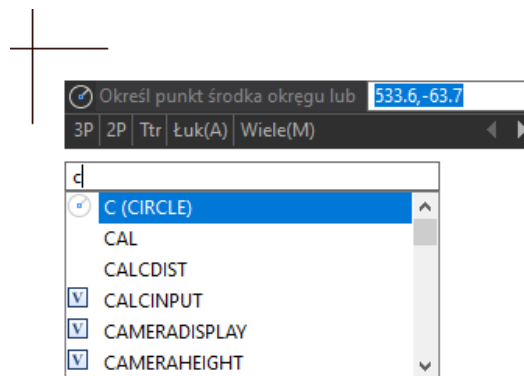 Określ punkt środka okręgu lub 533.6,-63.7
3P 2P Ttr Łuk(A) Wiele(M)
c
C (CIRCLE)
CAL
CALCDIST
V CALCINPUT
V CAMERADISPLAY
V CAMERAHEIGHT